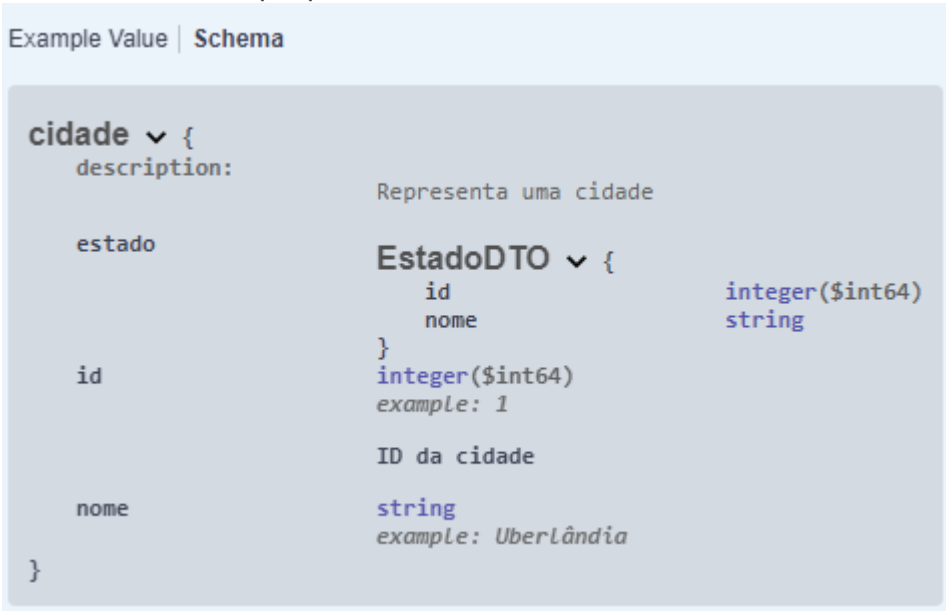 Example Value | Schema
cidade {
description:
Representa uma cidade
estado
EstadoDTO {
id integer($int64)
nome string
}
id integer($int64)
example: 1
ID da cidade
nome string
example: Uberlândia
}